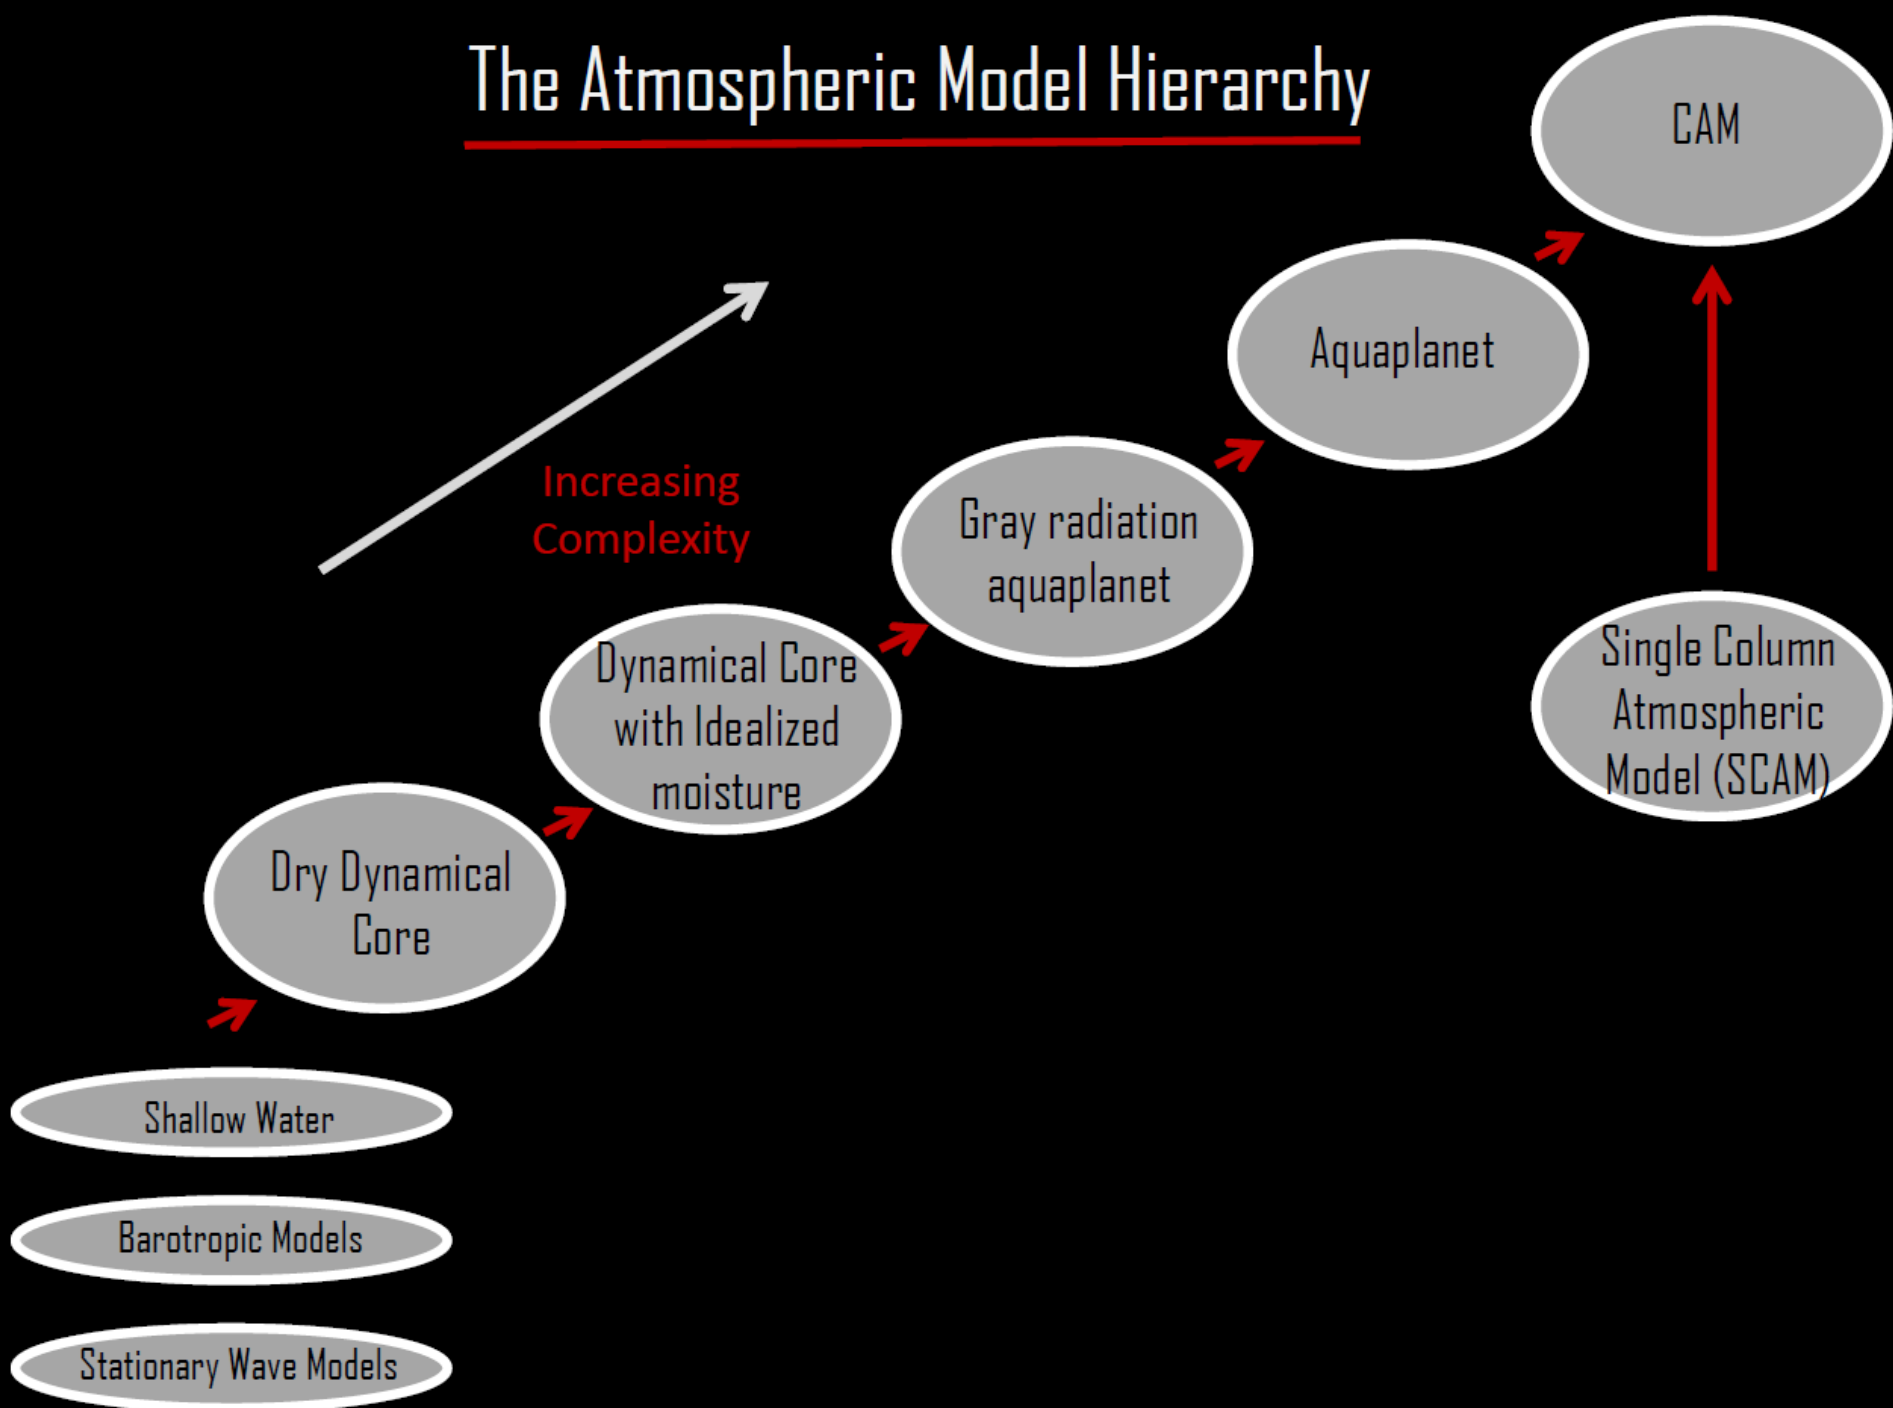 The Atmospheric Model Hierarchy
CAM
Aquaplanet
Increasing
Complexity
Gray radiation
aquaplanet
Dynamical Core
with Idealized
moisture
Single Column
Atmospheric
Model (SCAM)
Dry Dynamical
Core
Shallow Water
Barotropic Models
Stationary Wave Models